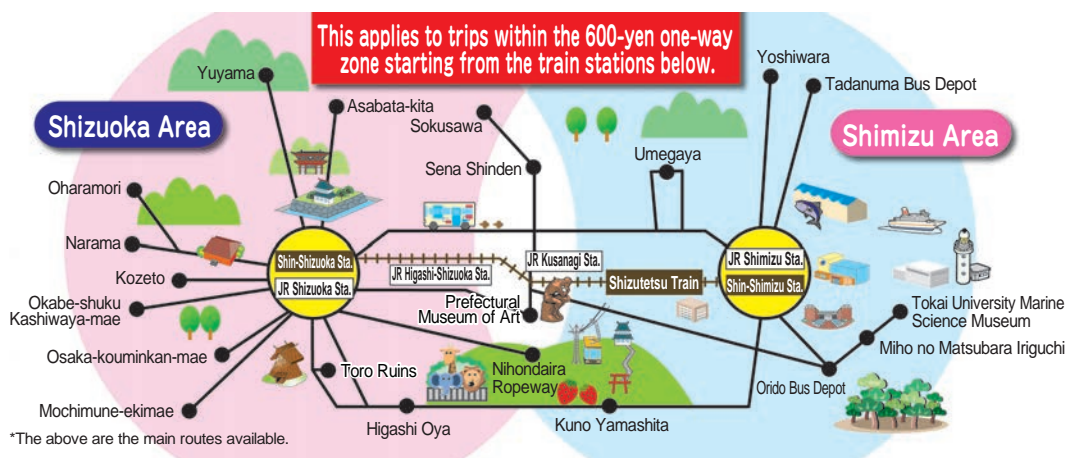 This applies to trips within the 600-yen one-way
zone starting from the train stations below.
Shizuoka Area
Shimizu Area
Yuyama
Asabata-kita
Sokusawa
Yoshiwara
Tadanuma Bus Depot
Sena Shinden
Umegaya
Oharamori
Narama
Kozeto
Okabe-shuku
Kashiwaya-mae
Osaka-kouminkan-mae
Mochimune-ekimae
Shin-Shizuoka Sta.
JR Shizuoka Sta.
JR Higashi-Shizuoka Sta.
JR Kusanagi Sta.
Shizutetsu Train
JR Shimizu Sta.
Shin-Shimizu Sta.
Prefectural
Museum of Art
Toro Ruins
Nihondaira
Ropeway
Higashi Oya
Kuno Yamashita
Orido Bus Depot
Tokai University Marine
Science Museum
Miho no Matsubara Iriguchi
*The above are the main routes available.